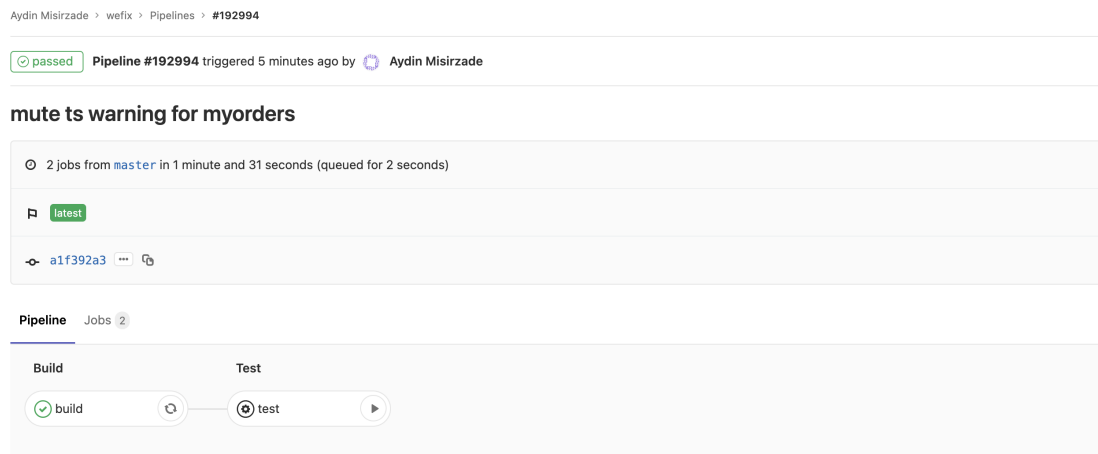 Aydin Misirzade > wefix > Pipelines > #192994
passed Pipeline #192994 triggered 5 minutes ago by Aydin Misirzade
mute ts warning for myorders
2 jobs from master in 1 minute and 31 seconds (queued for 2 seconds)
latest
a1f392a3 ...
Pipeline Jobs 2
Build Test
build test